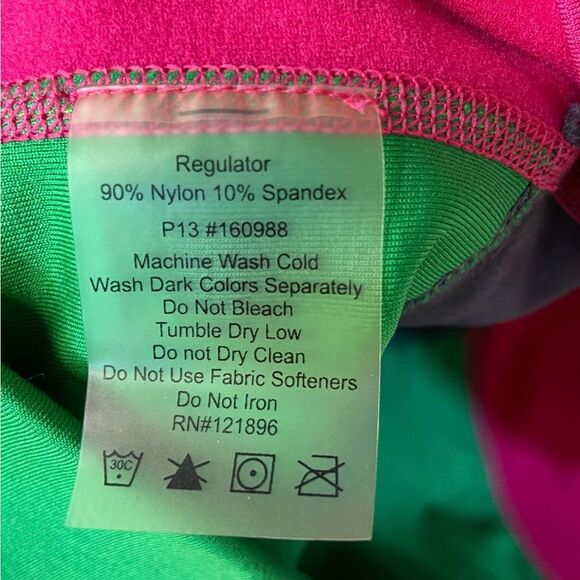 Regulator
90% Nylon 10% Spandex
P13 #160988
Machine Wash Cold
Wash Dark Colors Separately
Do Not Bleach
Tumble Dry Low
Do not Dry Clean
Do Not Use Fabric Softeners
Do Not Iron
RN#121896
30C